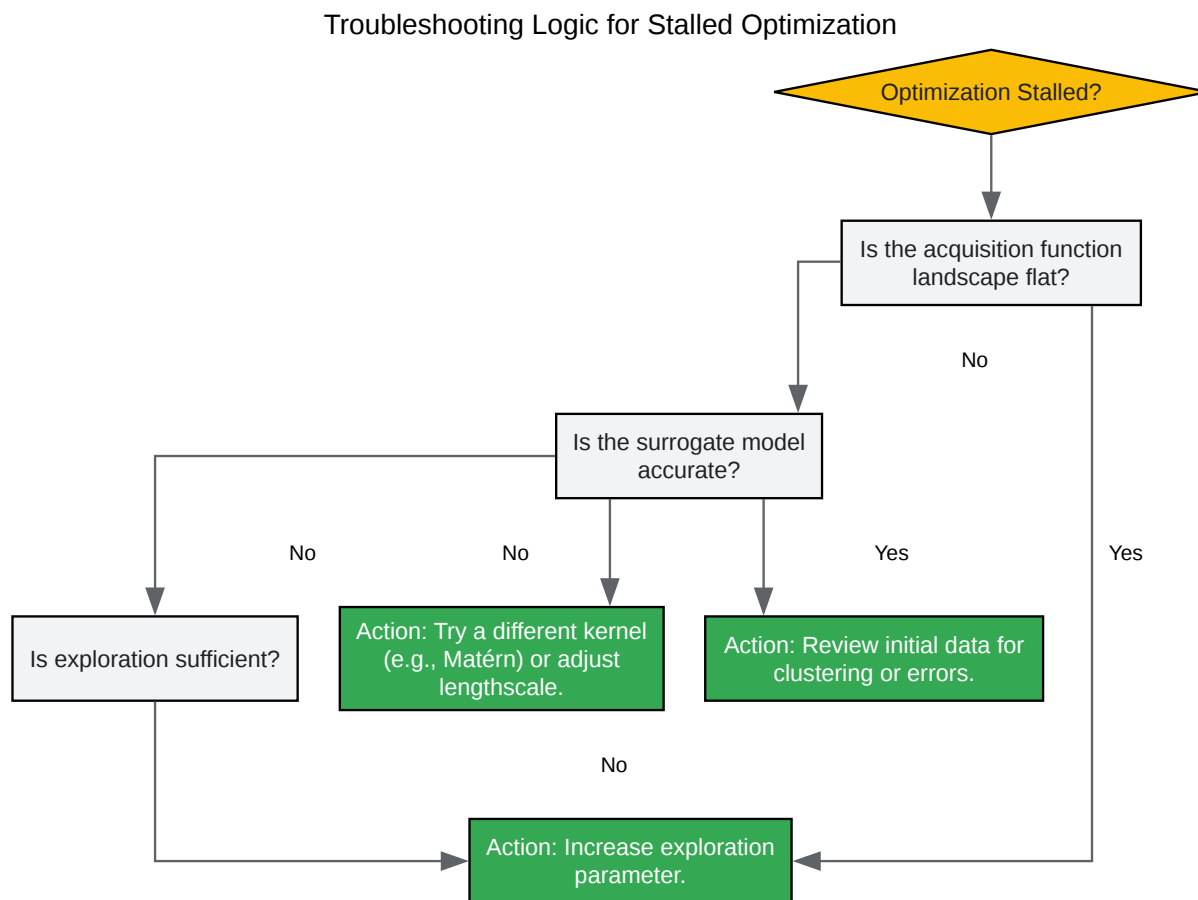 Troubleshooting Logic for Stalled Optimization
Optimization Stalled?
Is the acquisition function
landscape flat?
No
Is the surrogate model
accurate?
No
No
Yes
Yes
Is exploration sufficient?
Action: Try a different kernel
(e.g., Matérn) or adjust
lengthscale.
Action: Review initial data for
clustering or errors.
No
Action: Increase exploration
parameter.